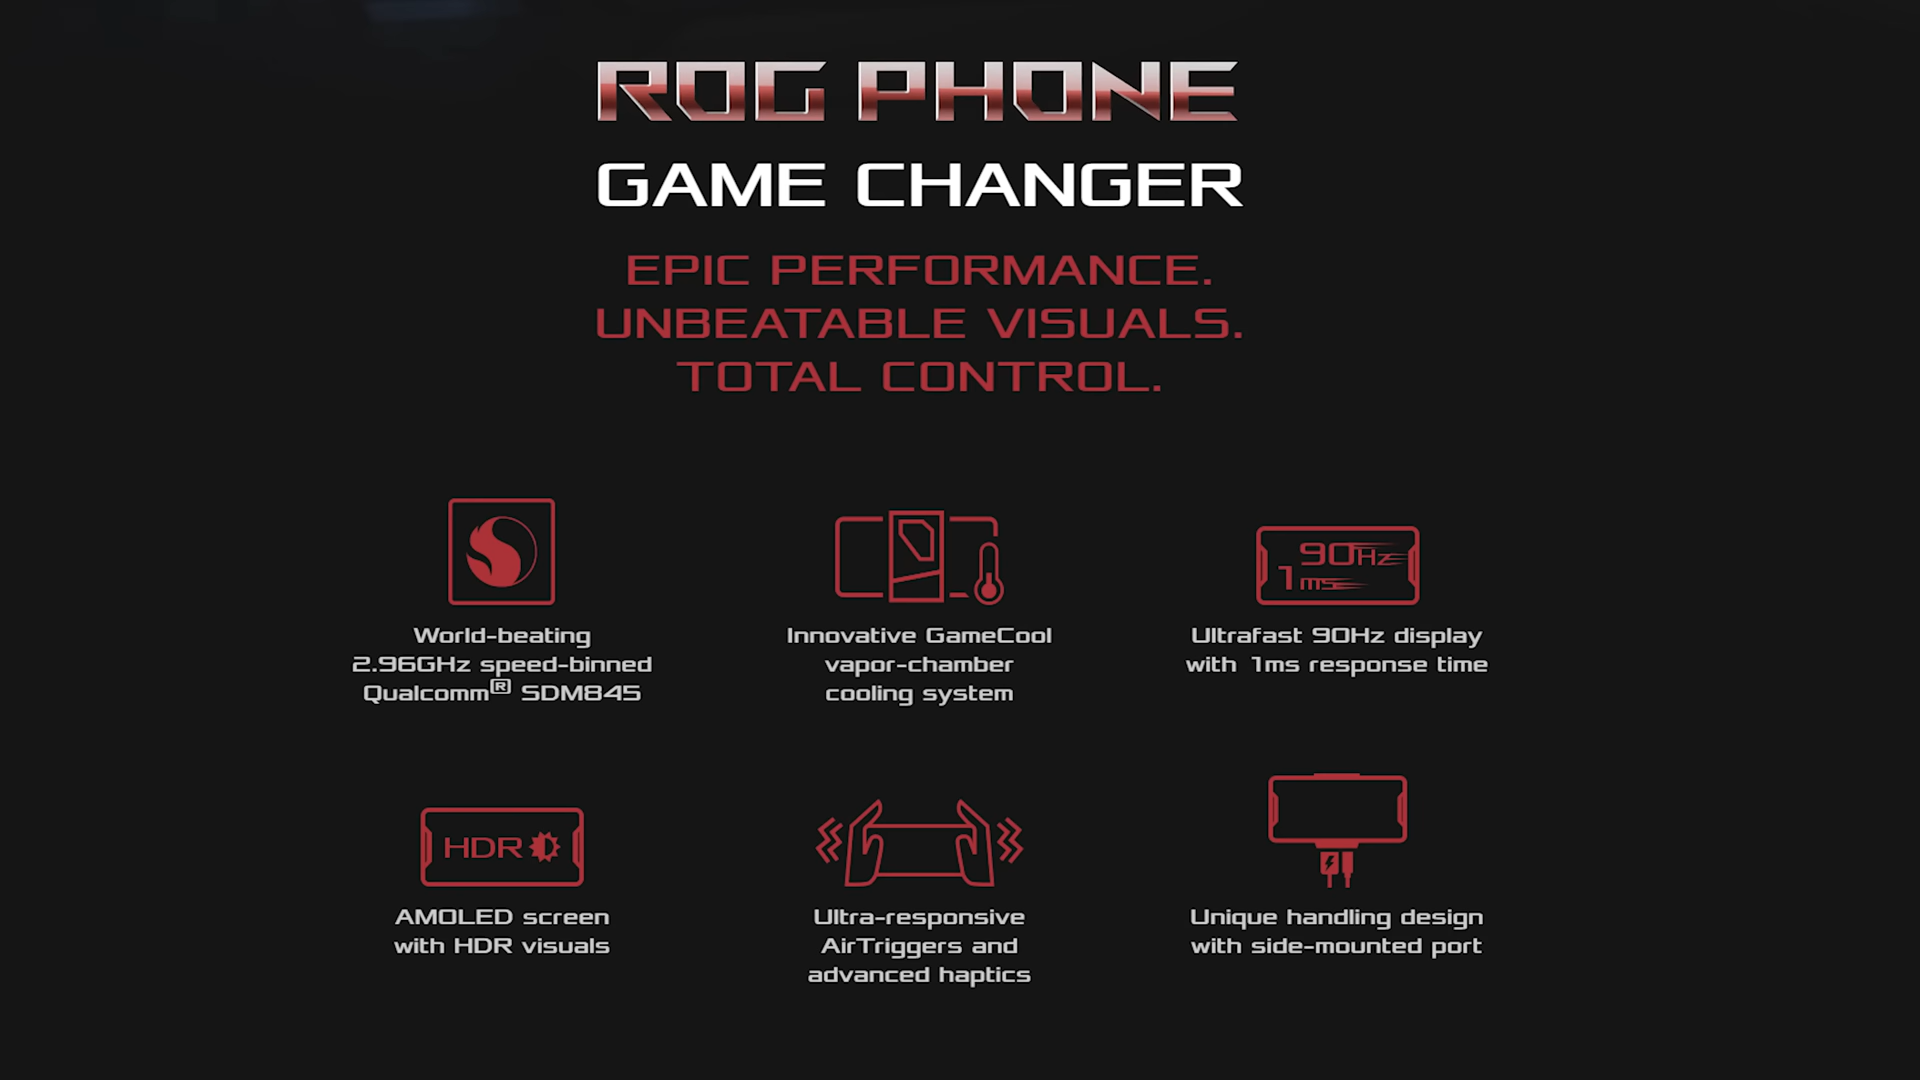 ROG PHONE
GAME CHANGER
EPIC PERFORMANCE.
UNBEATABLE VISUALS.
TOTAL CONTROL.
90Hz
1ms
World-beating
2.96GHz speed-binned
Qualcomm® SDM845
Innovative GameCool
vapor-chamber
cooling system
Ultrafast 90Hz display
with 1ms response time
HDR
AMOLED screen
with HDR visuals
Ultra-responsive
AirTriggers and
advanced haptics
Unique handling design
with side-mounted port